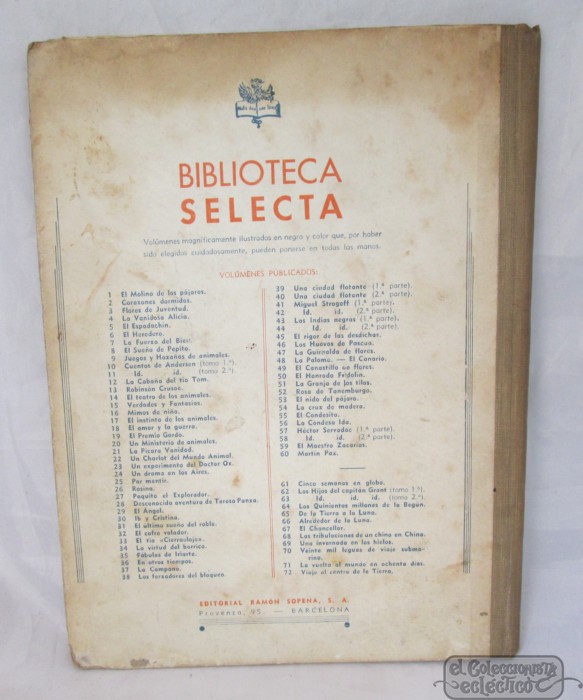 BIBLIOTECA
SELECTA
Volúmenes magníficamente ilustrados en negro y color que, por haber
sido elegidos cuidadosamente, pueden ponerse en todas las manos.
VOLÚMENES PUBLICADOS:
1 El Molino de los pájaros.
2 Corazones dormidos.
3 Flores de Juventud.
4 La Vanidosa Alicia.
5 El Espadachín.
6 El Heredero.
7 La Fuerza del Bien.
8 El Sueño de Pepito.
9 Juegos y Hazañas de animales.
10 Cuentos de Andersen (tomo 1.º)
11 Id. id. (tomo 2.º)
12 La Cabaña del tío Tom.
13 Robinsón Crusoe.
14 El teatro de los animales.
15 Verdades y Fantasías.
16 Mimos de niña.
17 El instinto de los animales.
18 El amor y la guerra.
19 El Premio Gordo.
20 Un Ministerio de animales.
21 La Pícara Vanidad.
22 Un Charlot del Mundo Animal.
23 Un experimento del Doctor Ox.
24 Un drama en los Aires.
25 Por mentir.
26 Rosina.
27 Paquito el Explorador.
28 Desconocida aventura de Teresa Panza.
29 El Angel.
30 Ib y Cristina.
31 El último sueño del roble.
32 El cofre volador.
33 El tío «Cierraelojo».
34 La virtud del borrico.
35 Fábulas de Iriarte.
36 En otros tiempos.
37 La Campana.
38 Los forzadores del bloqueo
39 Una ciudad flotante (1.ª parte).
40 Una ciudad flotante (2.ª parte).
41 Miguel Strogoff (1.ª parte).
42 Id. id. (2.ª parte).
43 Las Indias negras (1.ª parte).
44 Id. id. (2.ª parte).
45 El rigor de las desdichas.
46 Los Huevos de Pascua.
47 La Guirnalda de flores.
48 La Paloma. — El Canario.
49 El Canastillo de flores.
50 El Honrado Fridolín.
51 La Granja de los tilos.
52 Rosa de Tanemburgo.
53 El nido del pájaro.
54 La cruz de madera.
55 El Condesito.
56 La Condesa Ida.
57 Héctor Servadac (1.ª parte).
58 Id. id. (2.ª parte).
59 El Maestro Zacarías.
60 Martín Paz.
61 Cinco semanas en globo.
62 Los Hijos del capitán Grant (tomo 1.º).
63 Id. id. id. (tomo 2.º).
64 Los Quinientos millones de la Begún.
65 De la Tierra a la Luna.
66 Alrededor de la Luna.
67 El Chancellor.
68 Las tribulaciones de un chino en China.
69 Una invernada en los hielos.
70 Veinte mil leguas de viaje subma-
rino.
71 La vuelta al mundo en ochenta días.
72 Viaje al centro de la Tierra.
EDITORIAL RAMÓN SOPENA, S. A.
Provenza, 95. — BARCELONA
el Coleccionista
ecléctico